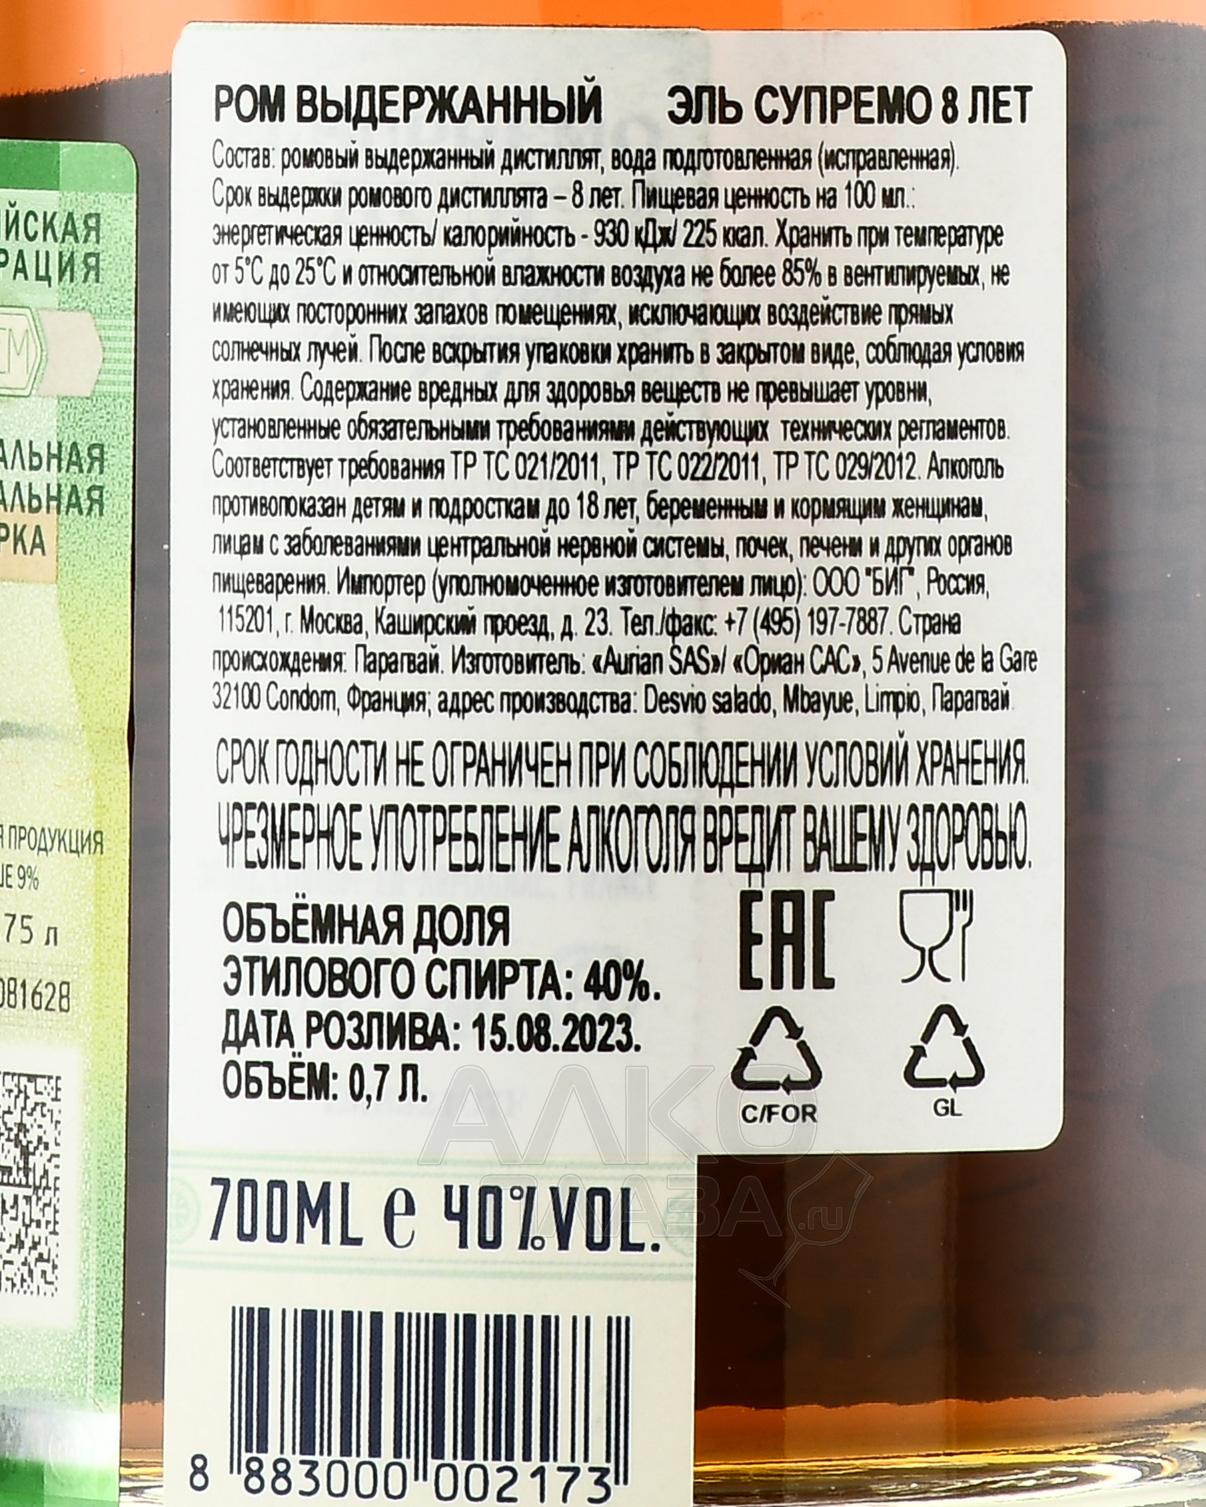 РОМ ВЫДЕРЖАННЫЙ ЭЛЬ СУПРЕМО 8 ЛЕТ
Состав: ромовый выдержанный дистиллят, вода подготовленная (исправленная).
Срок выдержки ромового дистиллята – 8 лет. Пищевая ценность на 100 мл.:
энергетическая ценность/ калорийность - 930 кДж/ 225 ккал. Хранить при температуре
от 5°С до 25°С и относительной влажности воздуха не более 85% в вентилируемых, не
имеющих посторонних запахов помещениях, исключающих воздействие прямых
солнечных лучей. После вскрытия упаковки хранить в закрытом виде, соблюдая условия
хранения. Содержание вредных для здоровья веществ не превышает уровни,
установленные обязательными требованиями действующих технических регламентов.
Соответствует требования ТР ТС 021/2011, ТР ТС 022/2011, ТР ТС 029/2012. Алкоголь
противопоказан детям и подросткам до 18 лет, беременным и кормящим женщинам,
лицам с заболеваниями центральной нервной системы, почек, печени и других органов
пищеварения. Импортер (уполномоченное изготовителем лицо): ООО "БИГ", Россия,
115201, г. Москва, Каширский проезд, д. 23. Тел./факс: +7 (495) 197-7887. Страна
происхождения: Парагвай. Изготовитель: «Aurian SAS»/ «Ориан САС», 5 Avenue de la Gare
32100 Condom, Франция; адрес производства: Desvio salado, Mbayue, Limpio, Парагвай
СРОК ГОДНОСТИ НЕ ОГРАНИЧЕН ПРИ СОБЛЮДЕНИИ УСЛОВИЙ ХРАНЕНИЯ.
ЧРЕЗМЕРНОЕ УПОТРЕБЛЕНИЕ АЛКОГОЛЯ ВРЕДИТ ВАШЕМУ ЗДОРОВЬЮ.
ОБЪЁМНАЯ ДОЛЯ
ЭТИЛОВОГО СПИРТА: 40%.
ДАТА РОЗЛИВА: 15.08.2023.
ОБЪЁМ: 0,7 Л.
ЕАС
C/FOR
GL
700ML e 40%VOL.
8 883000 002173
ЙСКАЯ
РАЦИЯ
АЛЬНАЯ
АЛЬНАЯ
РКА
Я ПРОДУКЦИЯ
ШЕ 9%
75 л
081628
АЛКО
ПЛАЗА.ru